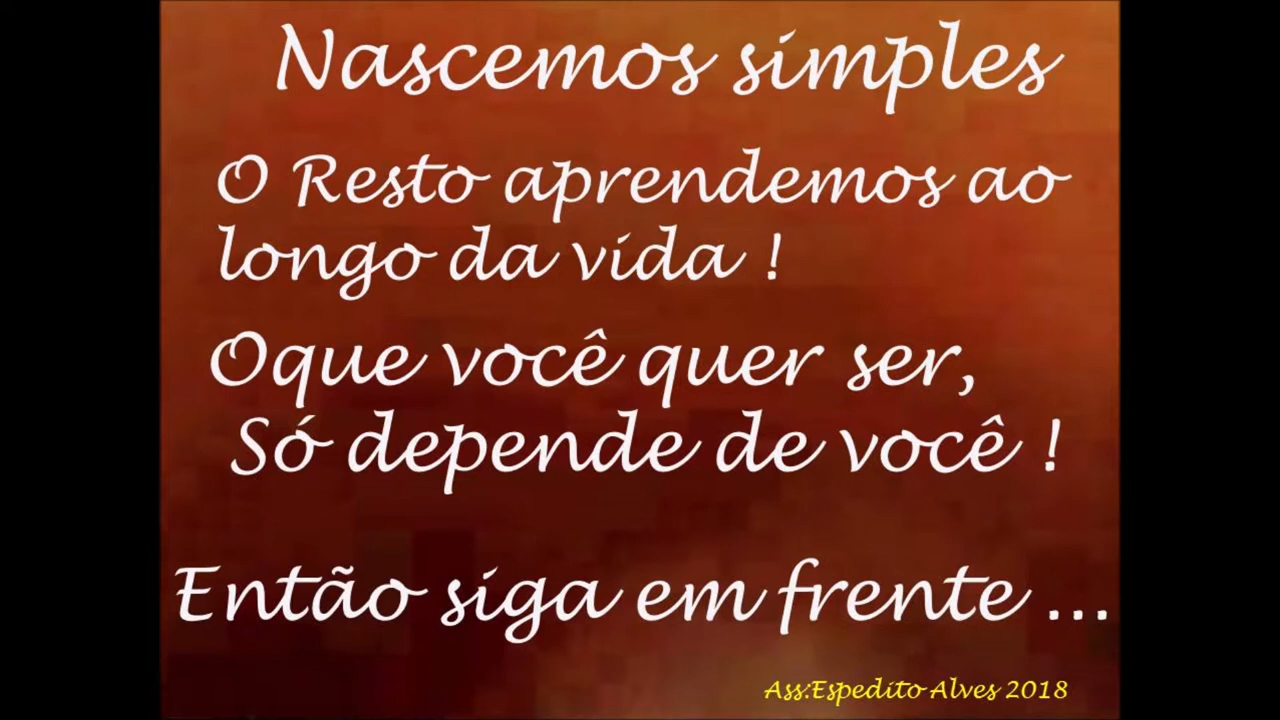 Nascemos simples
O Resto aprendemos ao
longo da vida !
Oque você quer ser,
Só depende de você !
Então siga em frente ...
Ass:Espedito Alves 2018